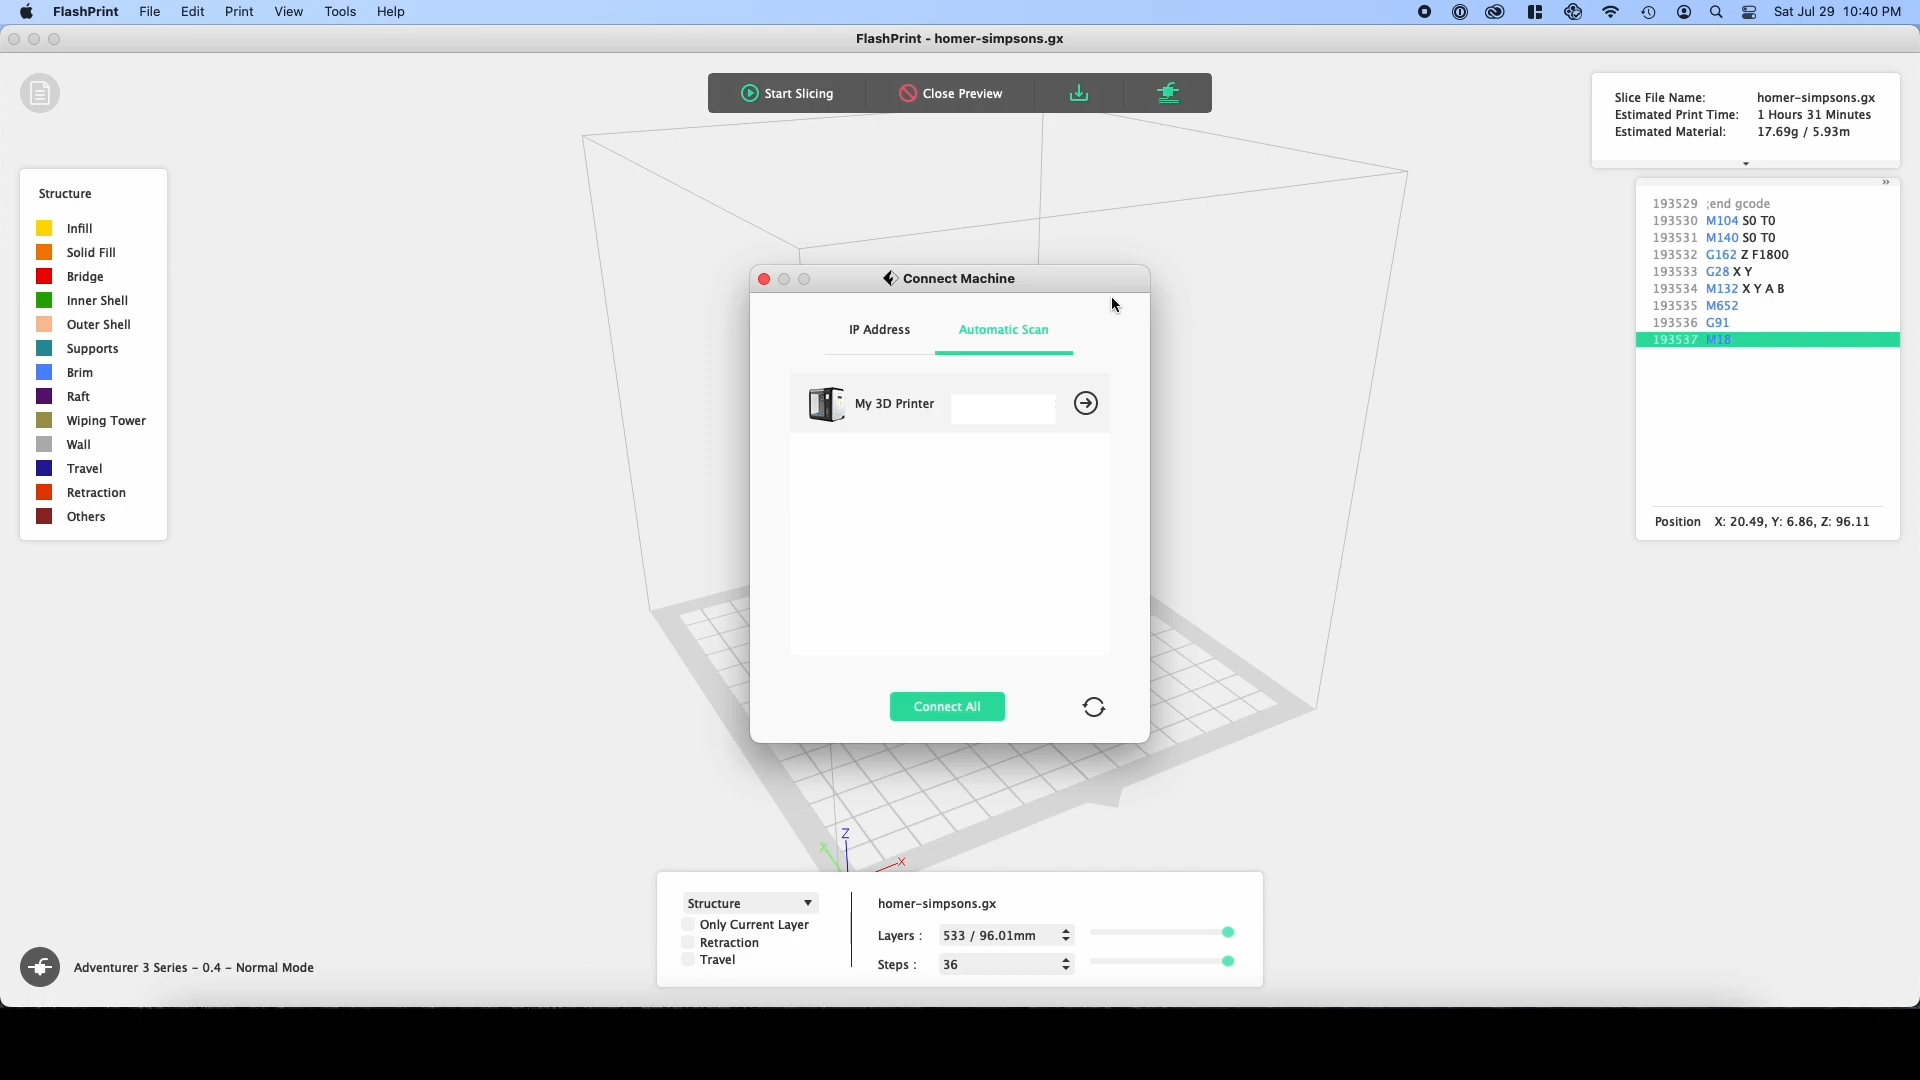 FlashPrint File Edit Print View Tools Help
Sat Jul 29 10:40 PM
FlashPrint - homer-simpsons.gx
Start Slicing
Close Preview
Slice File Name: homer-simpsons.gx
Estimated Print Time: 1 Hours 31 Minutes
Estimated Material: 17.69g / 5.93m
Structure
Infill
Solid Fill
Bridge
Inner Shell
Outer Shell
Supports
Brim
Raft
Wiping Tower
Wall
Travel
Retraction
Others
193529 ;end gcode
193530 M104 S0 T0
193531 M140 S0 T0
193532 G162 Z F1800
193533 G28 X Y
193534 M132 X Y A B
193535 M652
193536 G91
193537 M18
Position X: 20.49, Y: 6.86, Z: 96.11
Connect Machine
IP Address
Automatic Scan
My 3D Printer
Connect All
Z
Y
X
Structure
Only Current Layer
Retraction
Travel
homer-simpsons.gx
Layers : 533 / 96.01mm
Steps : 36
Adventurer 3 Series - 0.4 - Normal Mode